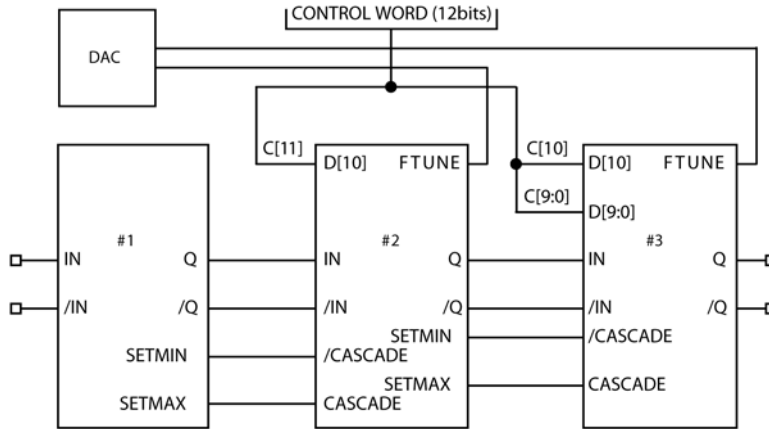 CONTROL WORD (12bits)
DAC
C[11]
D[10]
FTUNE
C[10]
D[10]
FTUNE
C[9:0]
D[9:0]
#1
#2
#3
IN
Q
IN
Q
IN
Q
/IN
/Q
/IN
/Q
/IN
/Q
SETMIN
/CASCADE
SETMIN
/CASCADE
SETMAX
CASCADE
SETMAX
CASCADE